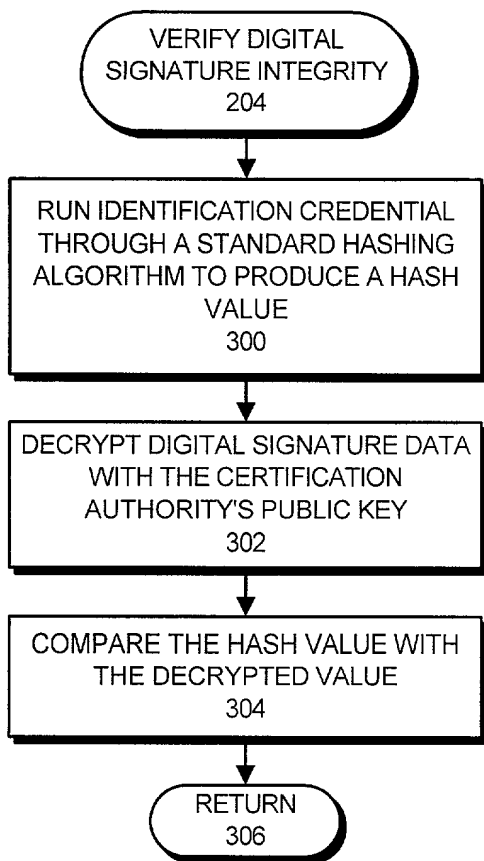 VERIFY DIGITAL
SIGNATURE INTEGRITY
204
RUN IDENTIFICATION CREDENTIAL
THROUGH A STANDARD HASHING
ALGORITHM TO PRODUCE A HASH
VALUE
300
DECRYPT DIGITAL SIGNATURE DATA
WITH THE CERTIFICATION
AUTHORITY'S PUBLIC KEY
302
COMPARE THE HASH VALUE WITH
THE DECRYPTED VALUE
304
RETURN
306